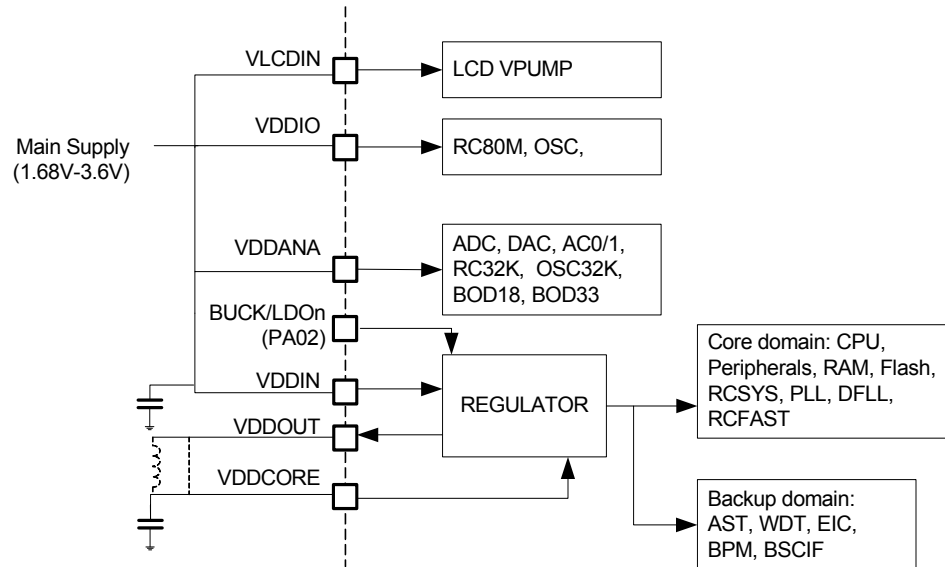 VLCDIN
LCD VPUMP
VDDIO
Main Supply
(1.68V-3.6V)
RC80M, OSC,
VDDANA
ADC, DAC, AC0/1,
RC32K, OSC32K,
BOD18, BOD33
BUCK/LDOn
(PA02)
VDDIN
REGULATOR
Core domain: CPU,
Peripherals, RAM, Flash,
RCSYS, PLL, DFLL,
RCFAST
VDDOUT
VDDCORE
Backup domain:
AST, WDT, EIC,
BPM, BSCIF